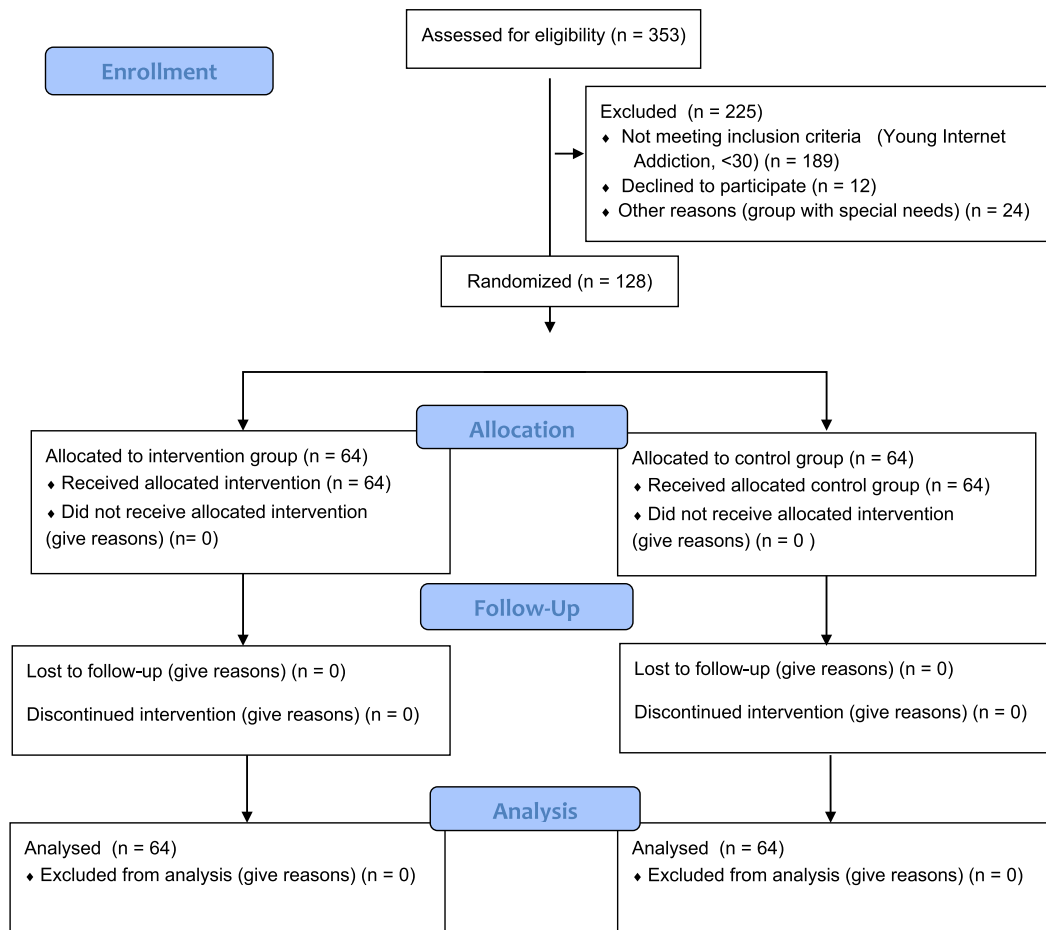 Assessed for eligibility (n = 353)
Enrollment
Excluded (n = 225)
♦ Not meeting inclusion criteria (Young Internet
Addiction, <30) (n = 189)
♦ Declined to participate (n = 12)
♦ Other reasons (group with special needs) (n = 24)
Randomized (n = 128)
Allocation
Allocated to intervention group (n = 64)
♦ Received allocated intervention (n = 64)
♦ Did not receive allocated intervention
(give reasons) (n= 0)
Allocated to control group (n = 64)
♦ Received allocated control group (n = 64)
♦ Did not receive allocated intervention
(give reasons) (n = 0 )
Follow-Up
Lost to follow-up (give reasons) (n = 0)
Discontinued intervention (give reasons) (n = 0)
Lost to follow-up (give reasons) (n = 0)
Discontinued intervention (give reasons) (n = 0)
Analysis
Analysed (n = 64)
♦ Excluded from analysis (give reasons) (n = 0)
Analysed (n = 64)
♦ Excluded from analysis (give reasons) (n = 0)